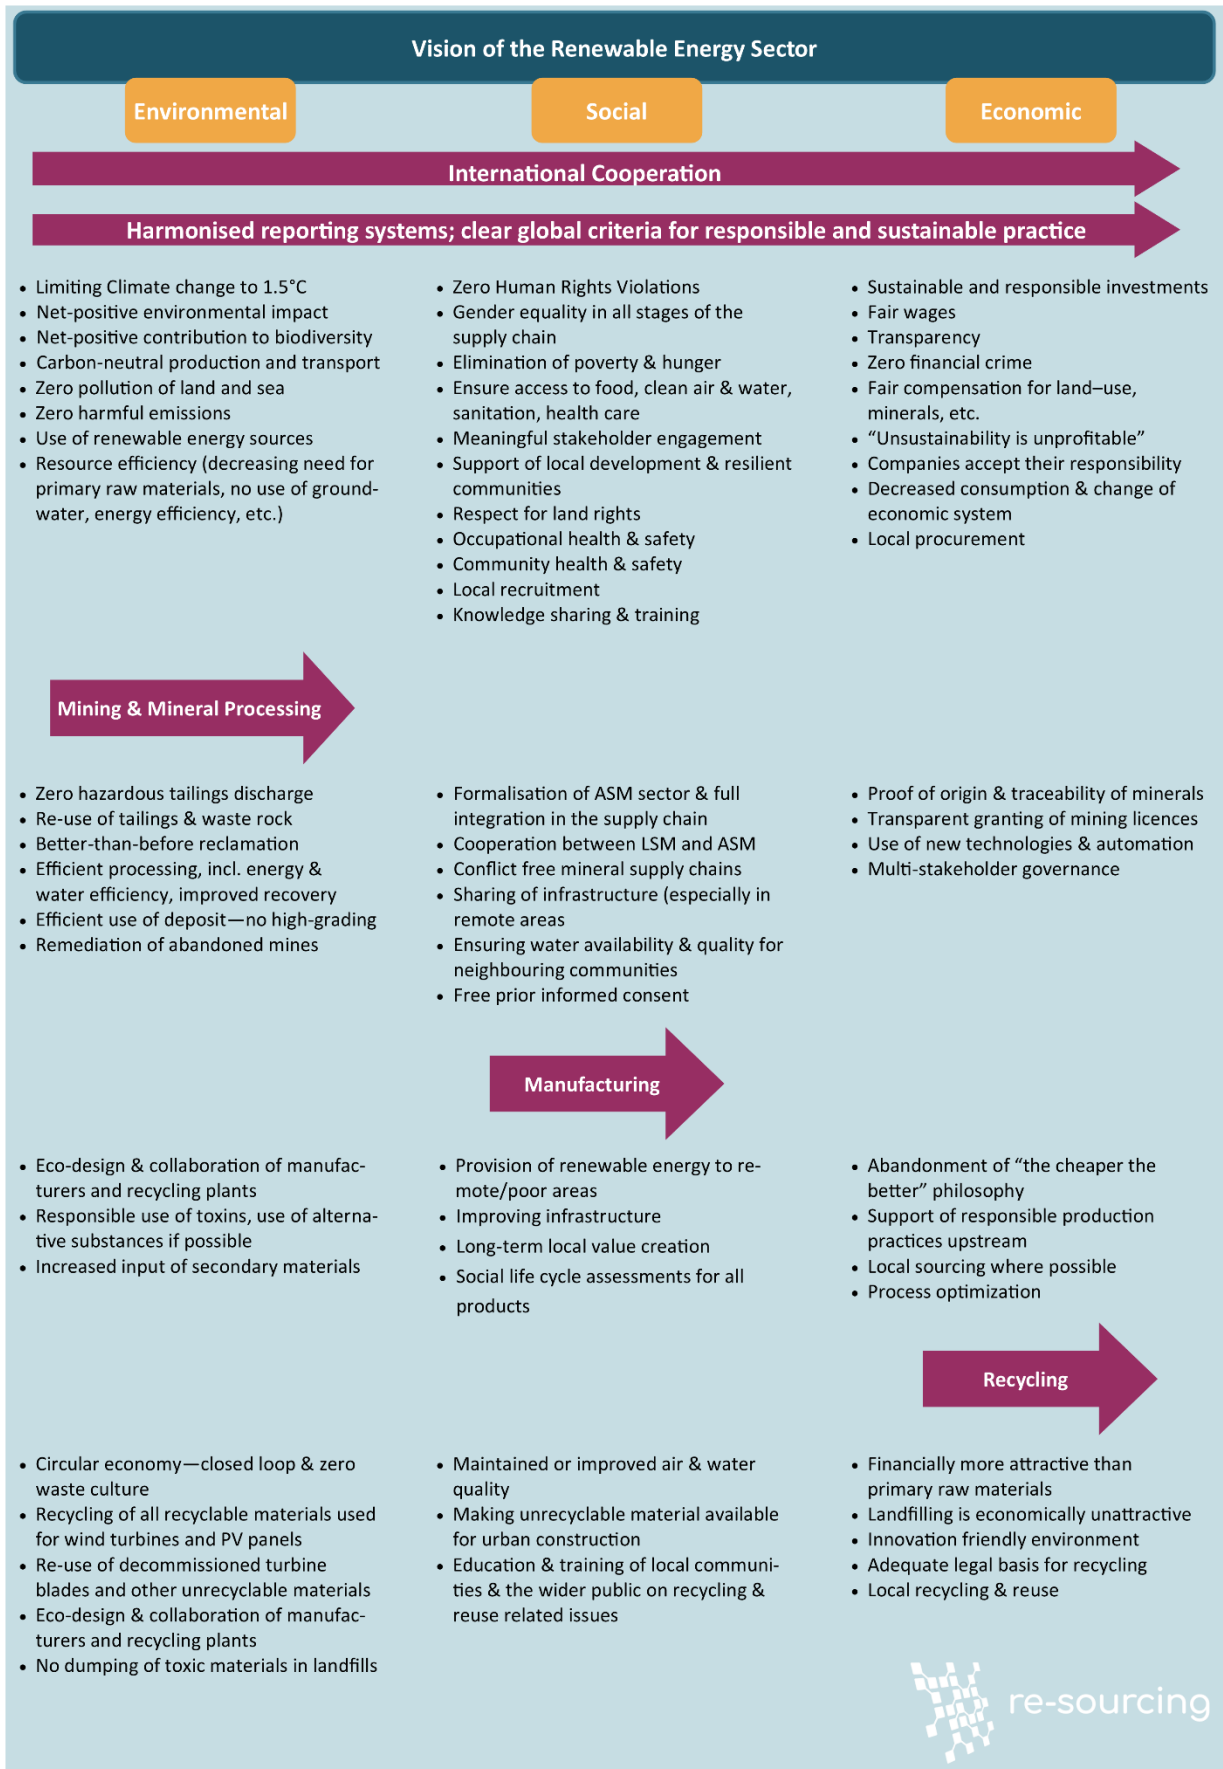 Vision of the Renewable Energy Sector
Environmental
Social
Economic
International Cooperation
Harmonised reporting systems; clear global criteria for responsible and sustainable practice
• Limiting Climate change to 1.5°C
• Net-positive environmental impact
• Net-positive contribution to biodiversity
• Carbon-neutral production and transport
• Zero pollution of land and sea
• Zero harmful emissions
• Use of renewable energy sources
• Resource efficiency (decreasing need for
primary raw materials, no use of ground-
water, energy efficiency, etc.)
• Zero Human Rights Violations
• Gender equality in all stages of the
supply chain
• Elimination of poverty & hunger
• Ensure access to food, clean air & water,
sanitation, health care
• Meaningful stakeholder engagement
• Support of local development & resilient
communities
• Respect for land rights
• Occupational health & safety
• Community health & safety
• Local recruitment
• Knowledge sharing & training
• Sustainable and responsible investments
• Fair wages
• Transparency
• Zero financial crime
• Fair compensation for land–use,
minerals, etc.
• “Unsustainability is unprofitable”
• Companies accept their responsibility
• Decreased consumption & change of
economic system
• Local procurement
Mining & Mineral Processing
• Zero hazardous tailings discharge
• Re-use of tailings & waste rock
• Better-than-before reclamation
• Efficient processing, incl. energy &
water efficiency, improved recovery
• Efficient use of deposit—no high-grading
• Remediation of abandoned mines
• Formalisation of ASM sector & full
integration in the supply chain
• Cooperation between LSM and ASM
• Conflict free mineral supply chains
• Sharing of infrastructure (especially in
remote areas
• Ensuring water availability & quality for
neighbouring communities
• Free prior informed consent
• Proof of origin & traceability of minerals
• Transparent granting of mining licences
• Use of new technologies & automation
• Multi-stakeholder governance
Manufacturing
• Eco-design & collaboration of manufac-
turers and recycling plants
• Responsible use of toxins, use of alterna-
tive substances if possible
• Increased input of secondary materials
• Provision of renewable energy to re-
mote/poor areas
• Improving infrastructure
• Long-term local value creation
• Social life cycle assessments for all
products
• Abandonment of “the cheaper the
better” philosophy
• Support of responsible production
practices upstream
• Local sourcing where possible
• Process optimization
Recycling
• Circular economy—closed loop & zero
waste culture
• Recycling of all recyclable materials used
for wind turbines and PV panels
• Re-use of decommissioned turbine
blades and other unrecyclable materials
• Eco-design & collaboration of manufac-
turers and recycling plants
• No dumping of toxic materials in landfills
• Maintained or improved air & water
quality
• Making unrecyclable material available
for urban construction
• Education & training of local communi-
ties & the wider public on recycling &
reuse related issues
• Financially more attractive than
primary raw materials
• Landfilling is economically unattractive
• Innovation friendly environment
• Adequate legal basis for recycling
• Local recycling & reuse
re-sourcing